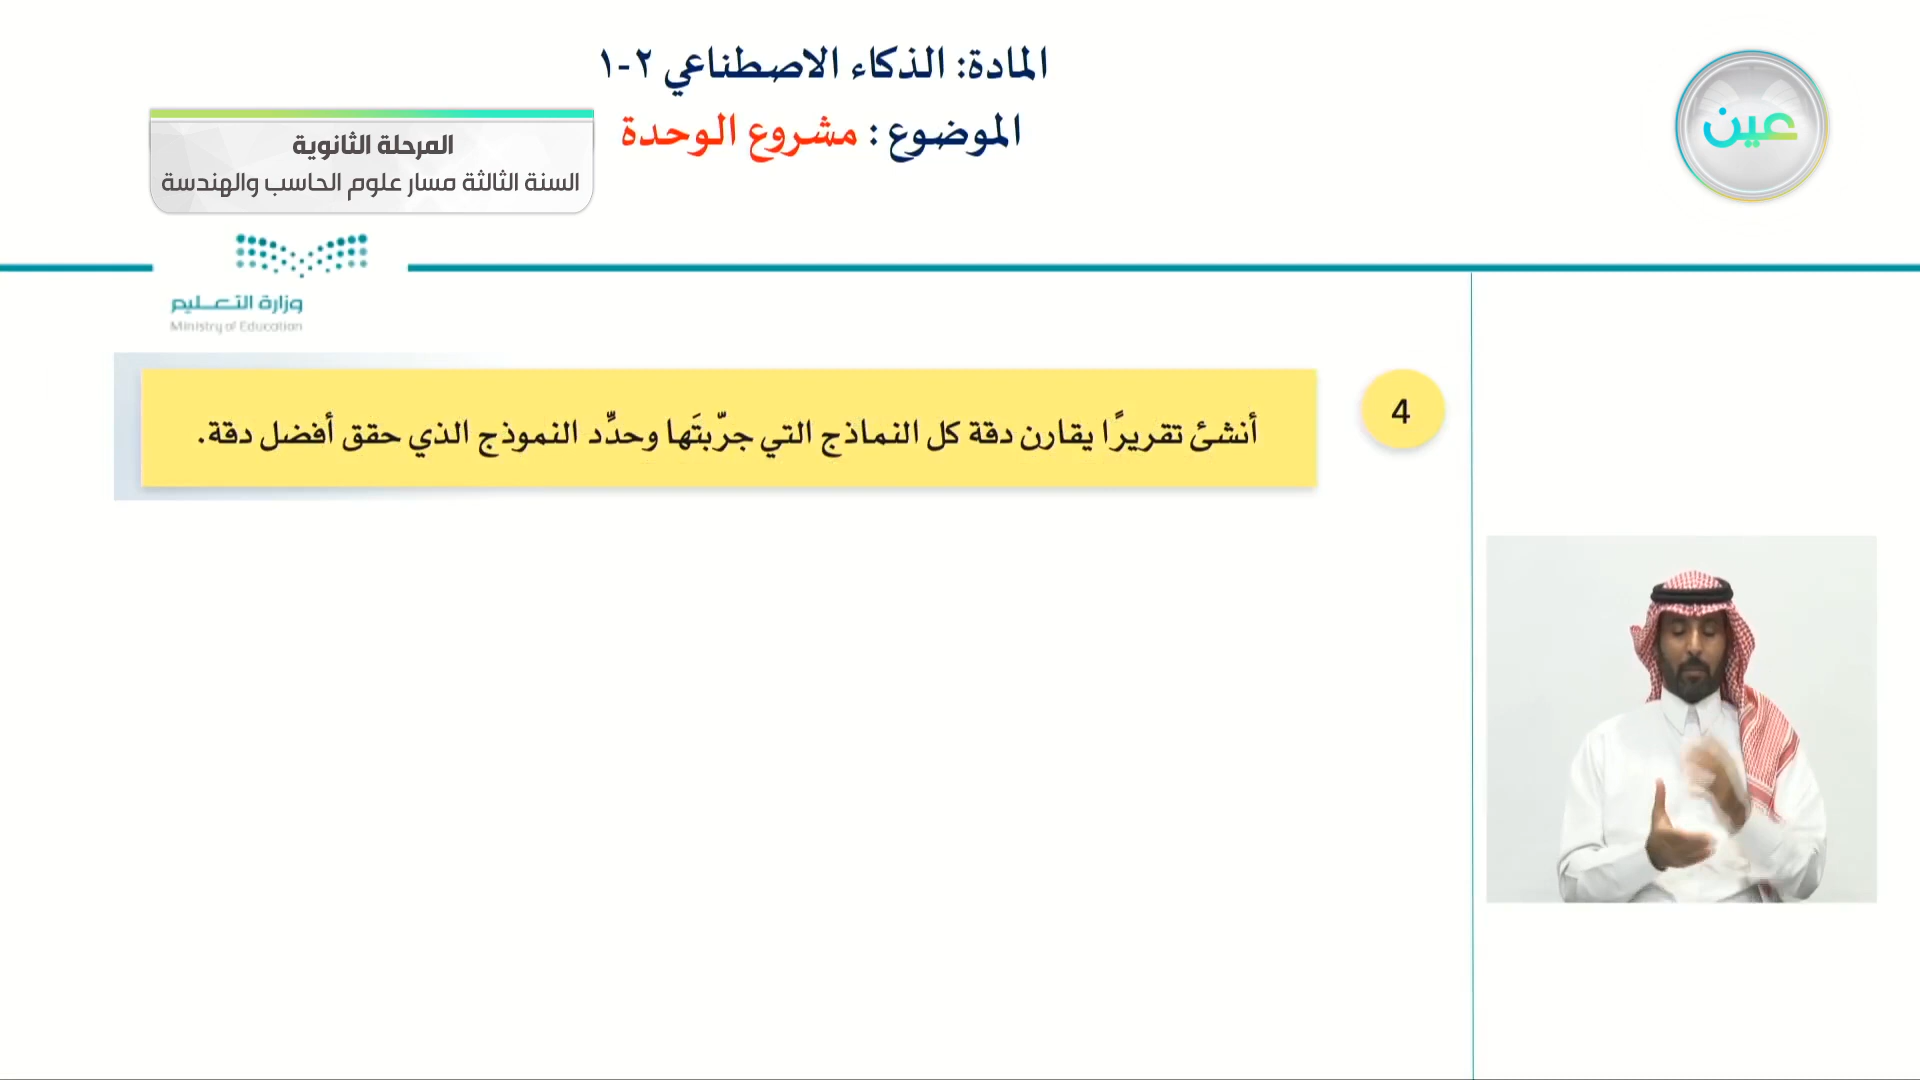 المادة: الذكاء الاصطناعي ٢-١
الموضوع : مشروع الوحدة
المرحلة الثانوية
السنة الثالثة مسار علوم الحاسب والهندسة
عين
وزارة التعليم
Ministry of Education
4
أنشئ تقريرًا يقارن دقة كل النماذج التي جرّبتَها وحدِّد النموذج الذي حقق أفضل دقة.